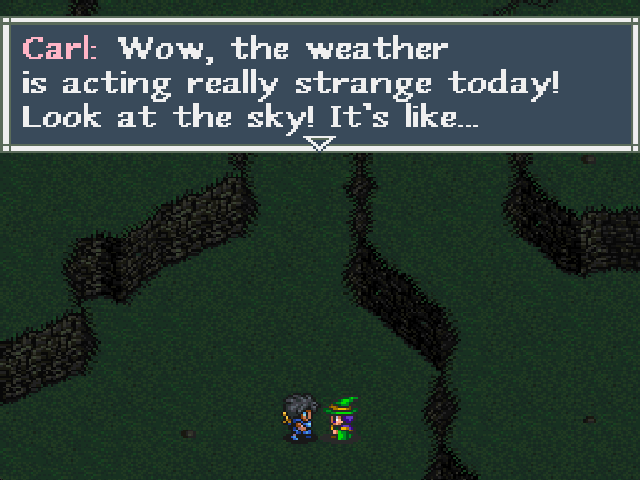 Carl: Wow, the weather
is acting really strange today!
Look at the sky! It's like...